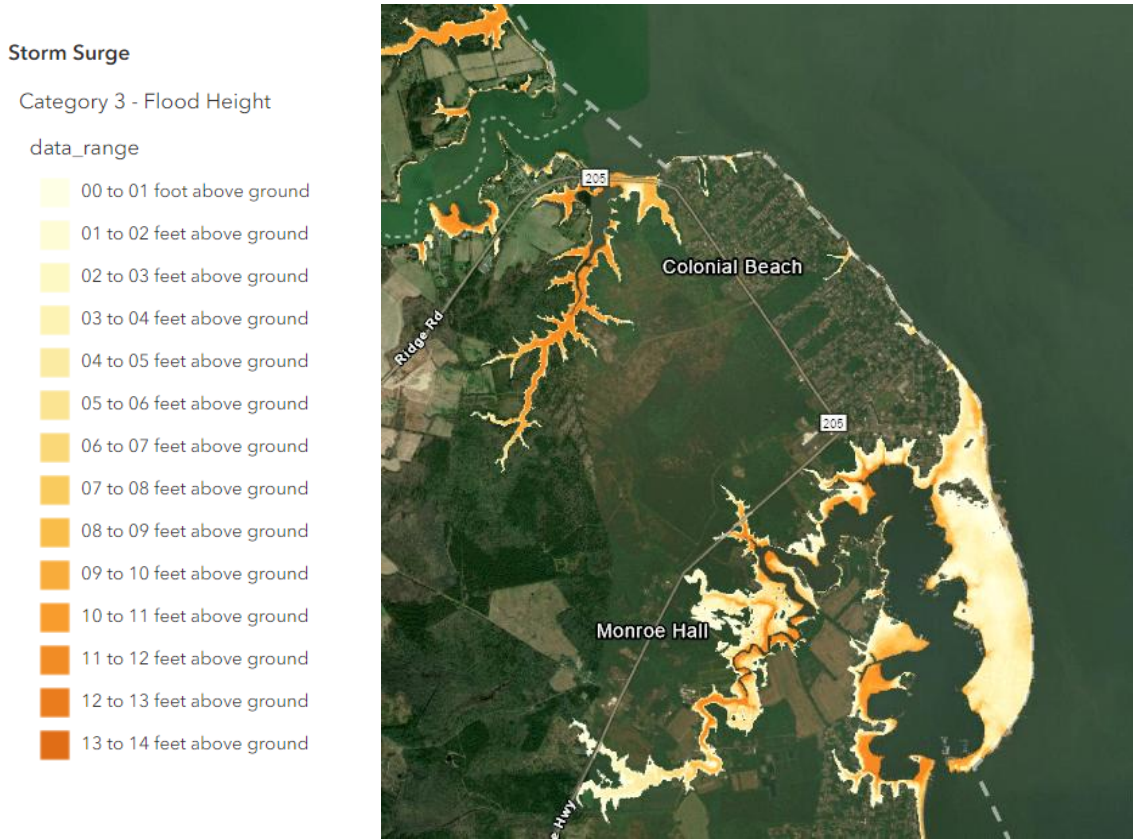 Storm Surge
Category 3 - Flood Height
data_range
00 to 01 foot above ground
01 to 02 feet above ground
02 to 03 feet above ground
03 to 04 feet above ground
04 to 05 feet above ground
05 to 06 feet above ground
06 to 07 feet above ground
07 to 08 feet above ground
08 to 09 feet above ground
09 to 10 feet above ground
10 to 11 feet above ground
11 to 12 feet above ground
12 to 13 feet above ground
13 to 14 feet above ground
205
Colonial Beach
Ridge Rd
205
Monroe Hall
e Hwy